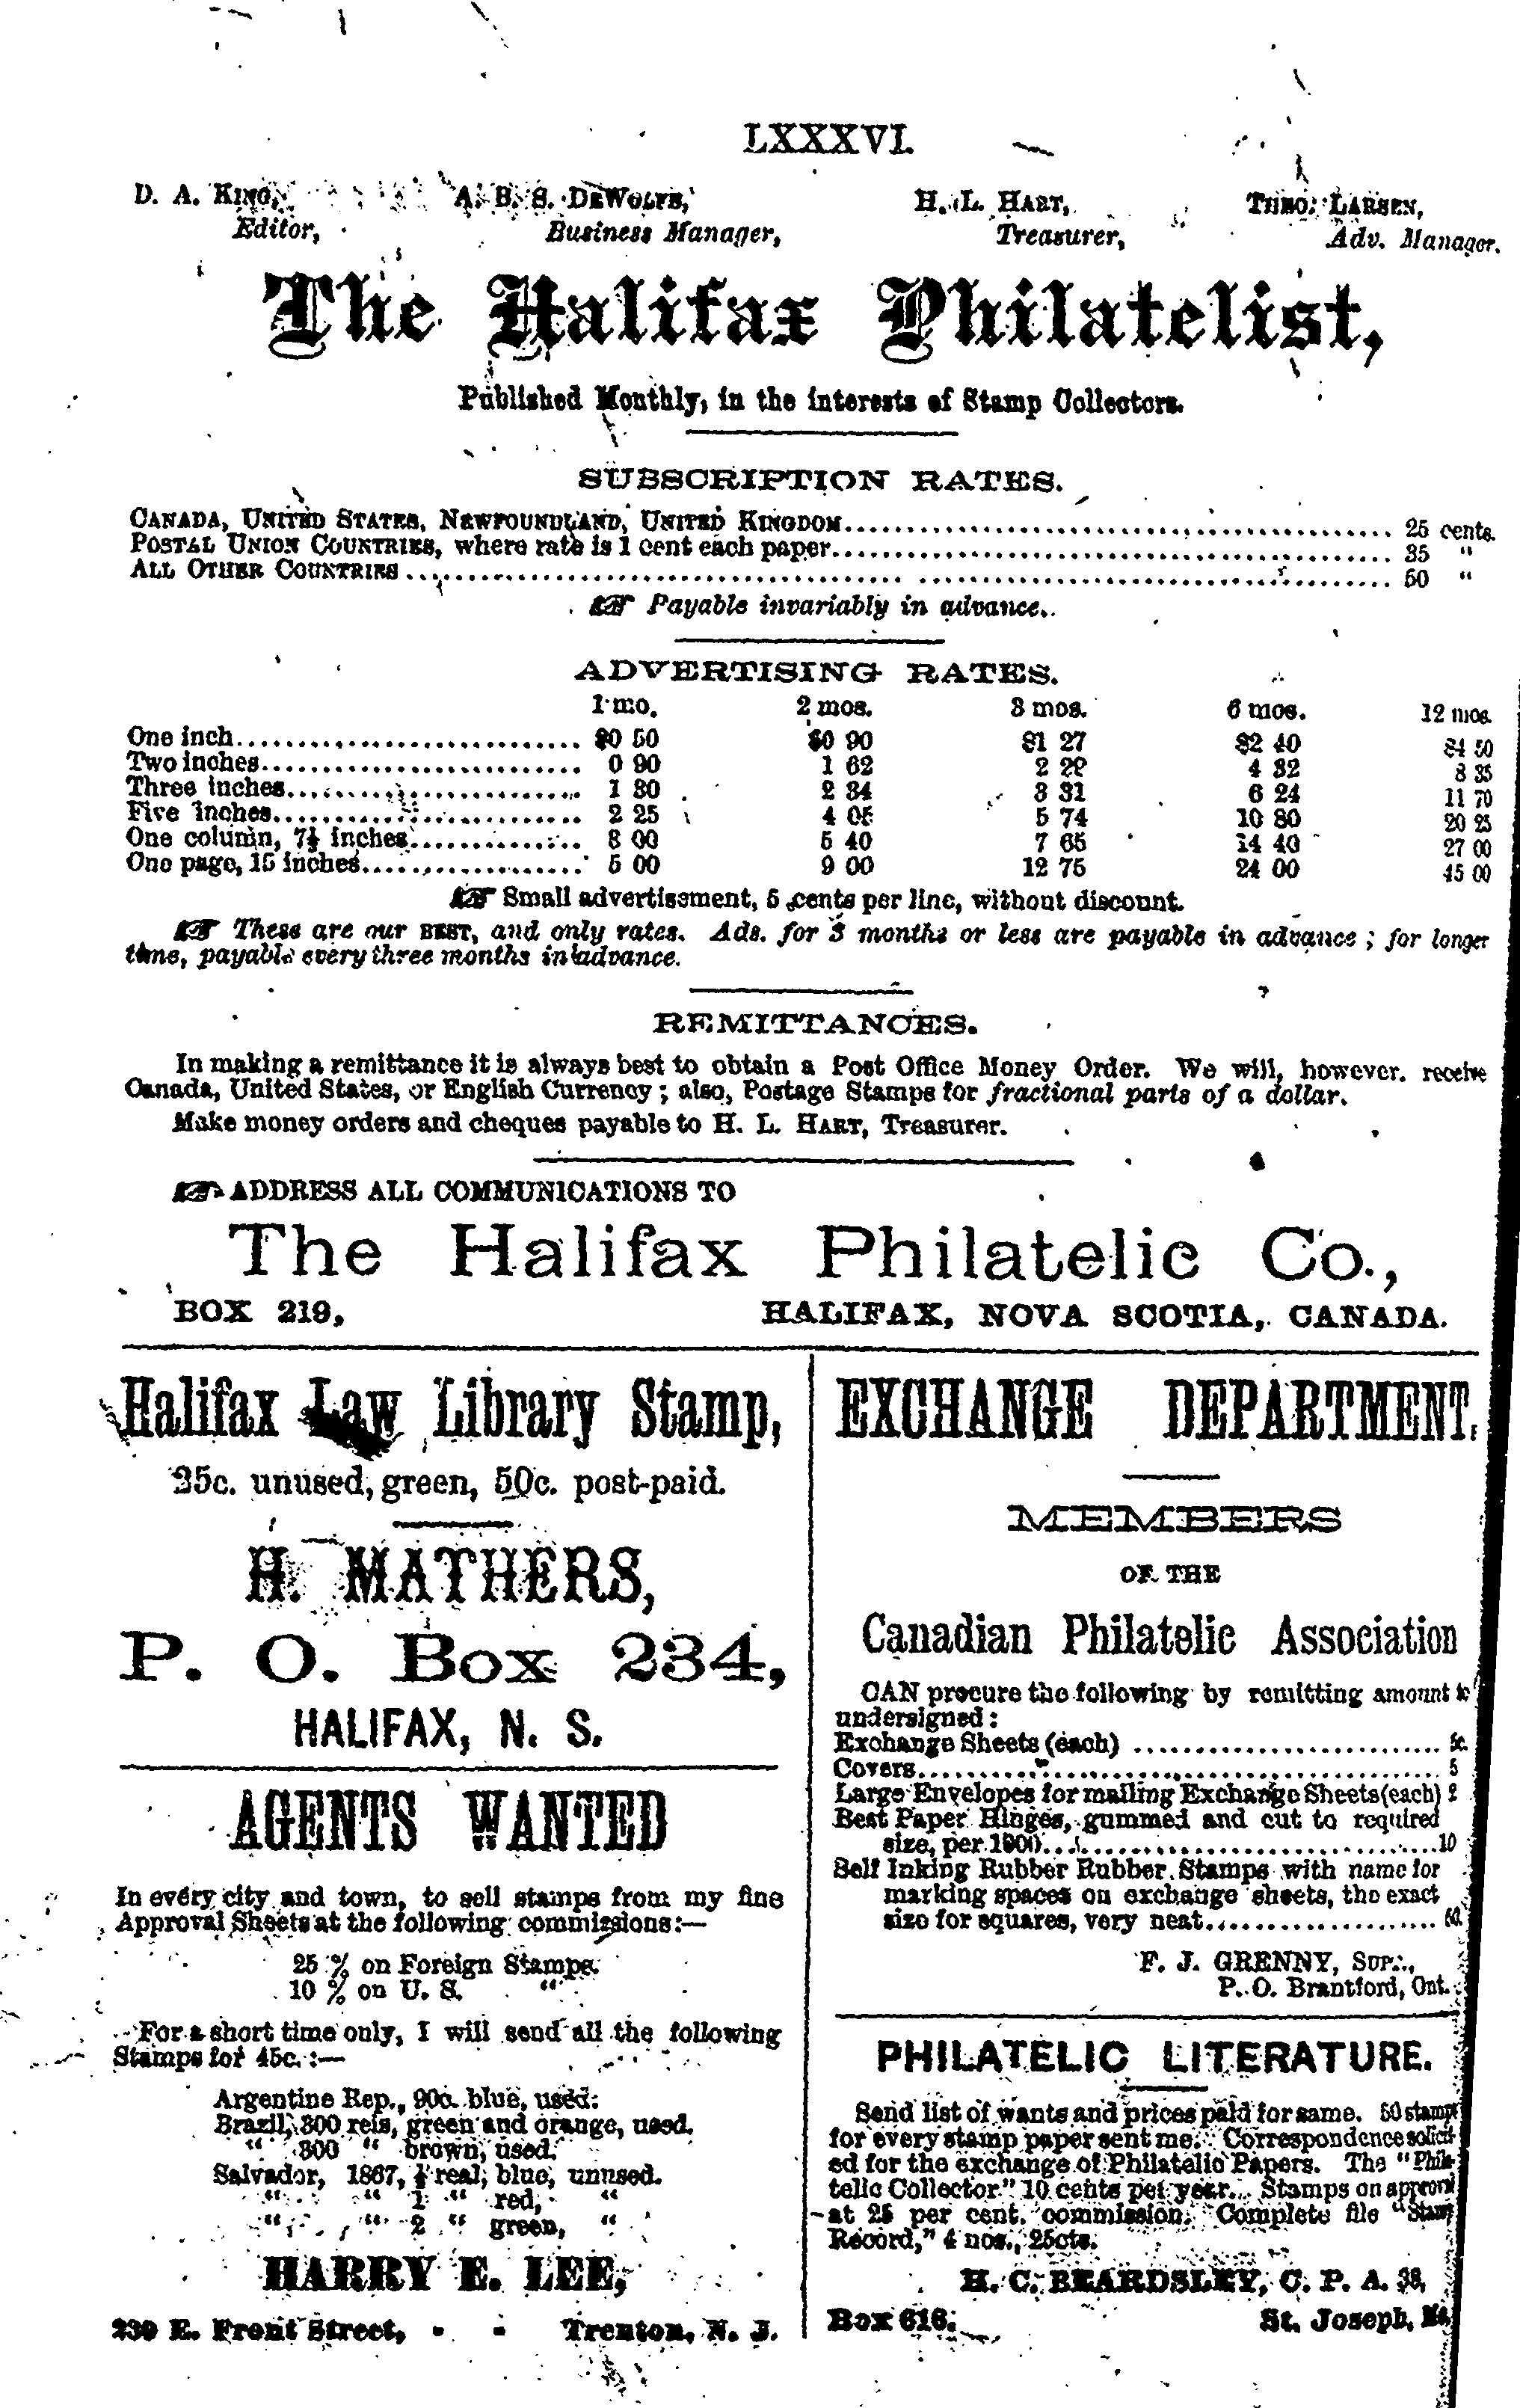 LXXXVI.
D. A. KING, A. B. S. DEWOLFE, H. L. HART, THEO. LARSEN,
Editor, Business Manager, Treasurer, Adv. Manager.
The Halifax Philatelist,
Published Monthly, in the interests of Stamp Collectors.
SUBSCRIPTION RATES.
CANADA, UNITED STATES, NEWFOUNDLAND, UNITED KINGDOM.......... 25 cents.
POSTAL UNION COUNTRIES, where rate is 1 cent each paper.......... 35 "
ALL OTHER COUNTRIES.......... 50 "
☞ Payable invariably in advance.
ADVERTISING RATES.
1 mo. 2 mos. 3 mos. 6 mos. 12 mos.
One inch.......... $0 50 $0 90 $1 27 $2 40 $4 50
Two inches.......... 0 90 1 62 2 29 4 32 8 35
Three inches.......... 1 30 2 34 3 31 6 24 11 70
Five inches.......... 2 25 4 05 5 74 10 80 20 25
One column, 7½ inches.......... 3 00 5 40 7 65 14 40 27 00
One page, 15 inches.......... 5 00 9 00 12 75 24 00 45 00
☞ Small advertisement, 5 cents per line, without discount.
☞ These are our BEST, and only rates. Ads. for 3 months or less are payable in advance; for longer
time, payable every three months in advance.
REMITTANCES.
In making a remittance it is always best to obtain a Post Office Money Order. We will, however, receive
Canada, United States, or English Currency; also, Postage Stamps for fractional parts of a dollar.
Make money orders and cheques payable to H. L. HART, Treasurer.
☞ ADDRESS ALL COMMUNICATIONS TO
The Halifax Philatelic Co.,
BOX 219, HALIFAX, NOVA SCOTIA, CANADA.
Halifax Law Library Stamp,
25c. unused, green, 50c. post-paid.
H. MATHERS,
P. O. Box 234,
HALIFAX, N. S.
AGENTS WANTED
In every city and town, to sell stamps from my fine
Approval Sheets at the following commissions:—
25 % on Foreign Stamps.
10 % on U. S. "
For a short time only, I will send all the following
Stamps for 45c.:—
Argentine Rep., 90c. blue, used.
Brazil, 300 reis, green and orange, used.
" 300 " brown, used.
Salvador, 1867, ½ real, blue, unused.
" " 1 " red, "
" " 2 " green, "
HARRY E. LEE,
239 E. Front Street, - - Trenton, N. J.
EXCHANGE DEPARTMENT.
MEMBERS
OF THE
Canadian Philatelic Association
CAN procure the following by remitting amount to
undersigned:
Exchange Sheets (each).......... 5c.
Covers.......... 5
Large Envelopes for mailing Exchange Sheets (each) 2
Best Paper Hinges, gummed and cut to required
size, per 1000.......... 10
Self Inking Rubber Rubber Stamps with name for
marking spaces on exchange sheets, the exact
size for squares, very neat..........
F. J. GRENNY, SUPT.,
P. O. Brantford, Ont.
PHILATELIC LITERATURE.
Send list of wants and prices paid for same. 50 stamps
for every stamp paper sent me. Correspondence solicit-
ed for the exchange of Philatelic Papers. The "Phila-
telic Collector" 10 cents per year. Stamps on approval
at 25 per cent. commission. Complete file "Stamp
Record," 4 nos., 25cts.
H. C. BEARDSLEY, C. P. A. 38,
Box 616. St. Joseph, Mo.